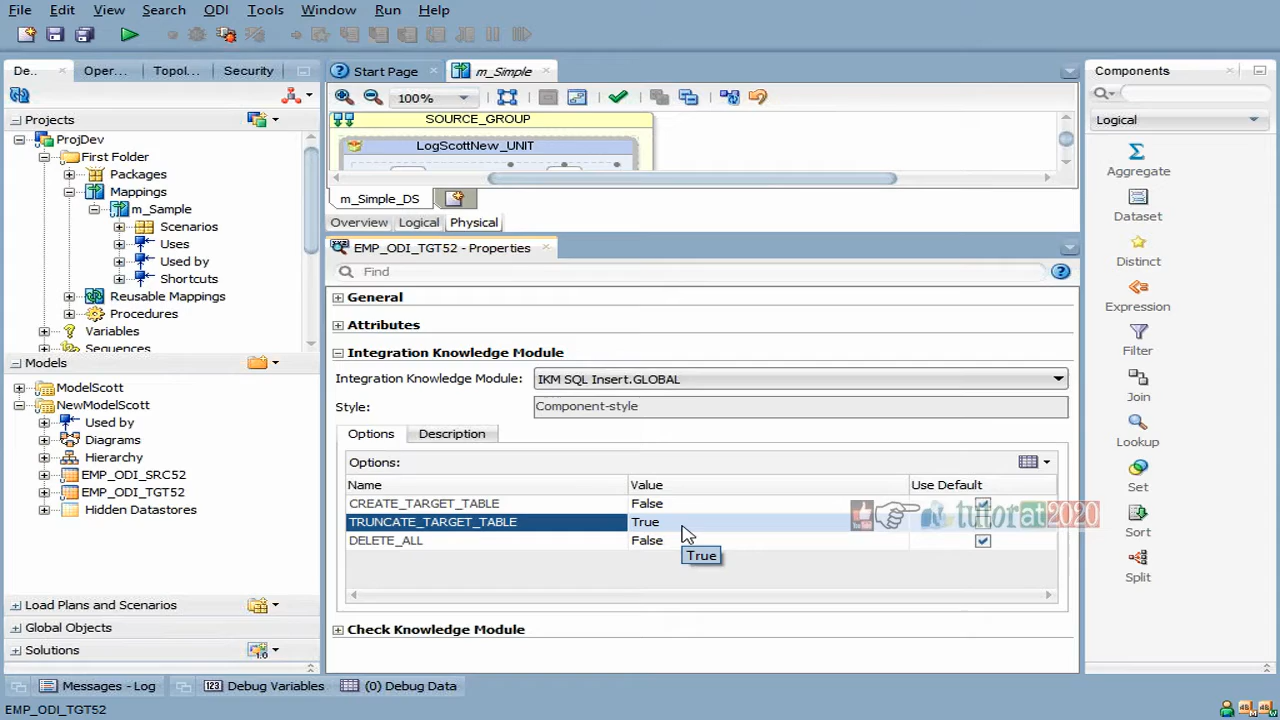 File Edit View Search ODI Tools Window Run Help
De.. Oper... Topol... Security
Start Page m_Simple
Components
100%
Logical
Projects
ProjDev
First Folder
Packages
Mappings
m_Sample
Scenarios
Uses
Used by
Shortcuts
Reusable Mappings
Procedures
Variables
Sequences
Models
ModelScott
NewModelScott
Used by
Diagrams
Hierarchy
EMP_ODI_SRC52
EMP_ODI_TGT52
Hidden Datastores
Load Plans and Scenarios
Global Objects
Solutions
SOURCE_GROUP
LogScottNew_UNIT
m_Simple_DS
Overview Logical Physical
EMP_ODI_TGT52 - Properties
Find
General
Attributes
Integration Knowledge Module
Integration Knowledge Module: IKM SQL Insert.GLOBAL
Style: Component-style
Options Description
Options:
Name Value Use Default
CREATE_TARGET_TABLE False
TRUNCATE_TARGET_TABLE True
DELETE_ALL False
True
tutorat2020
Check Knowledge Module
Aggregate
Dataset
Distinct
Expression
Filter
Join
Lookup
Set
Sort
Split
Messages - Log 123 Debug Variables (0) Debug Data
EMP_ODI_TGT52